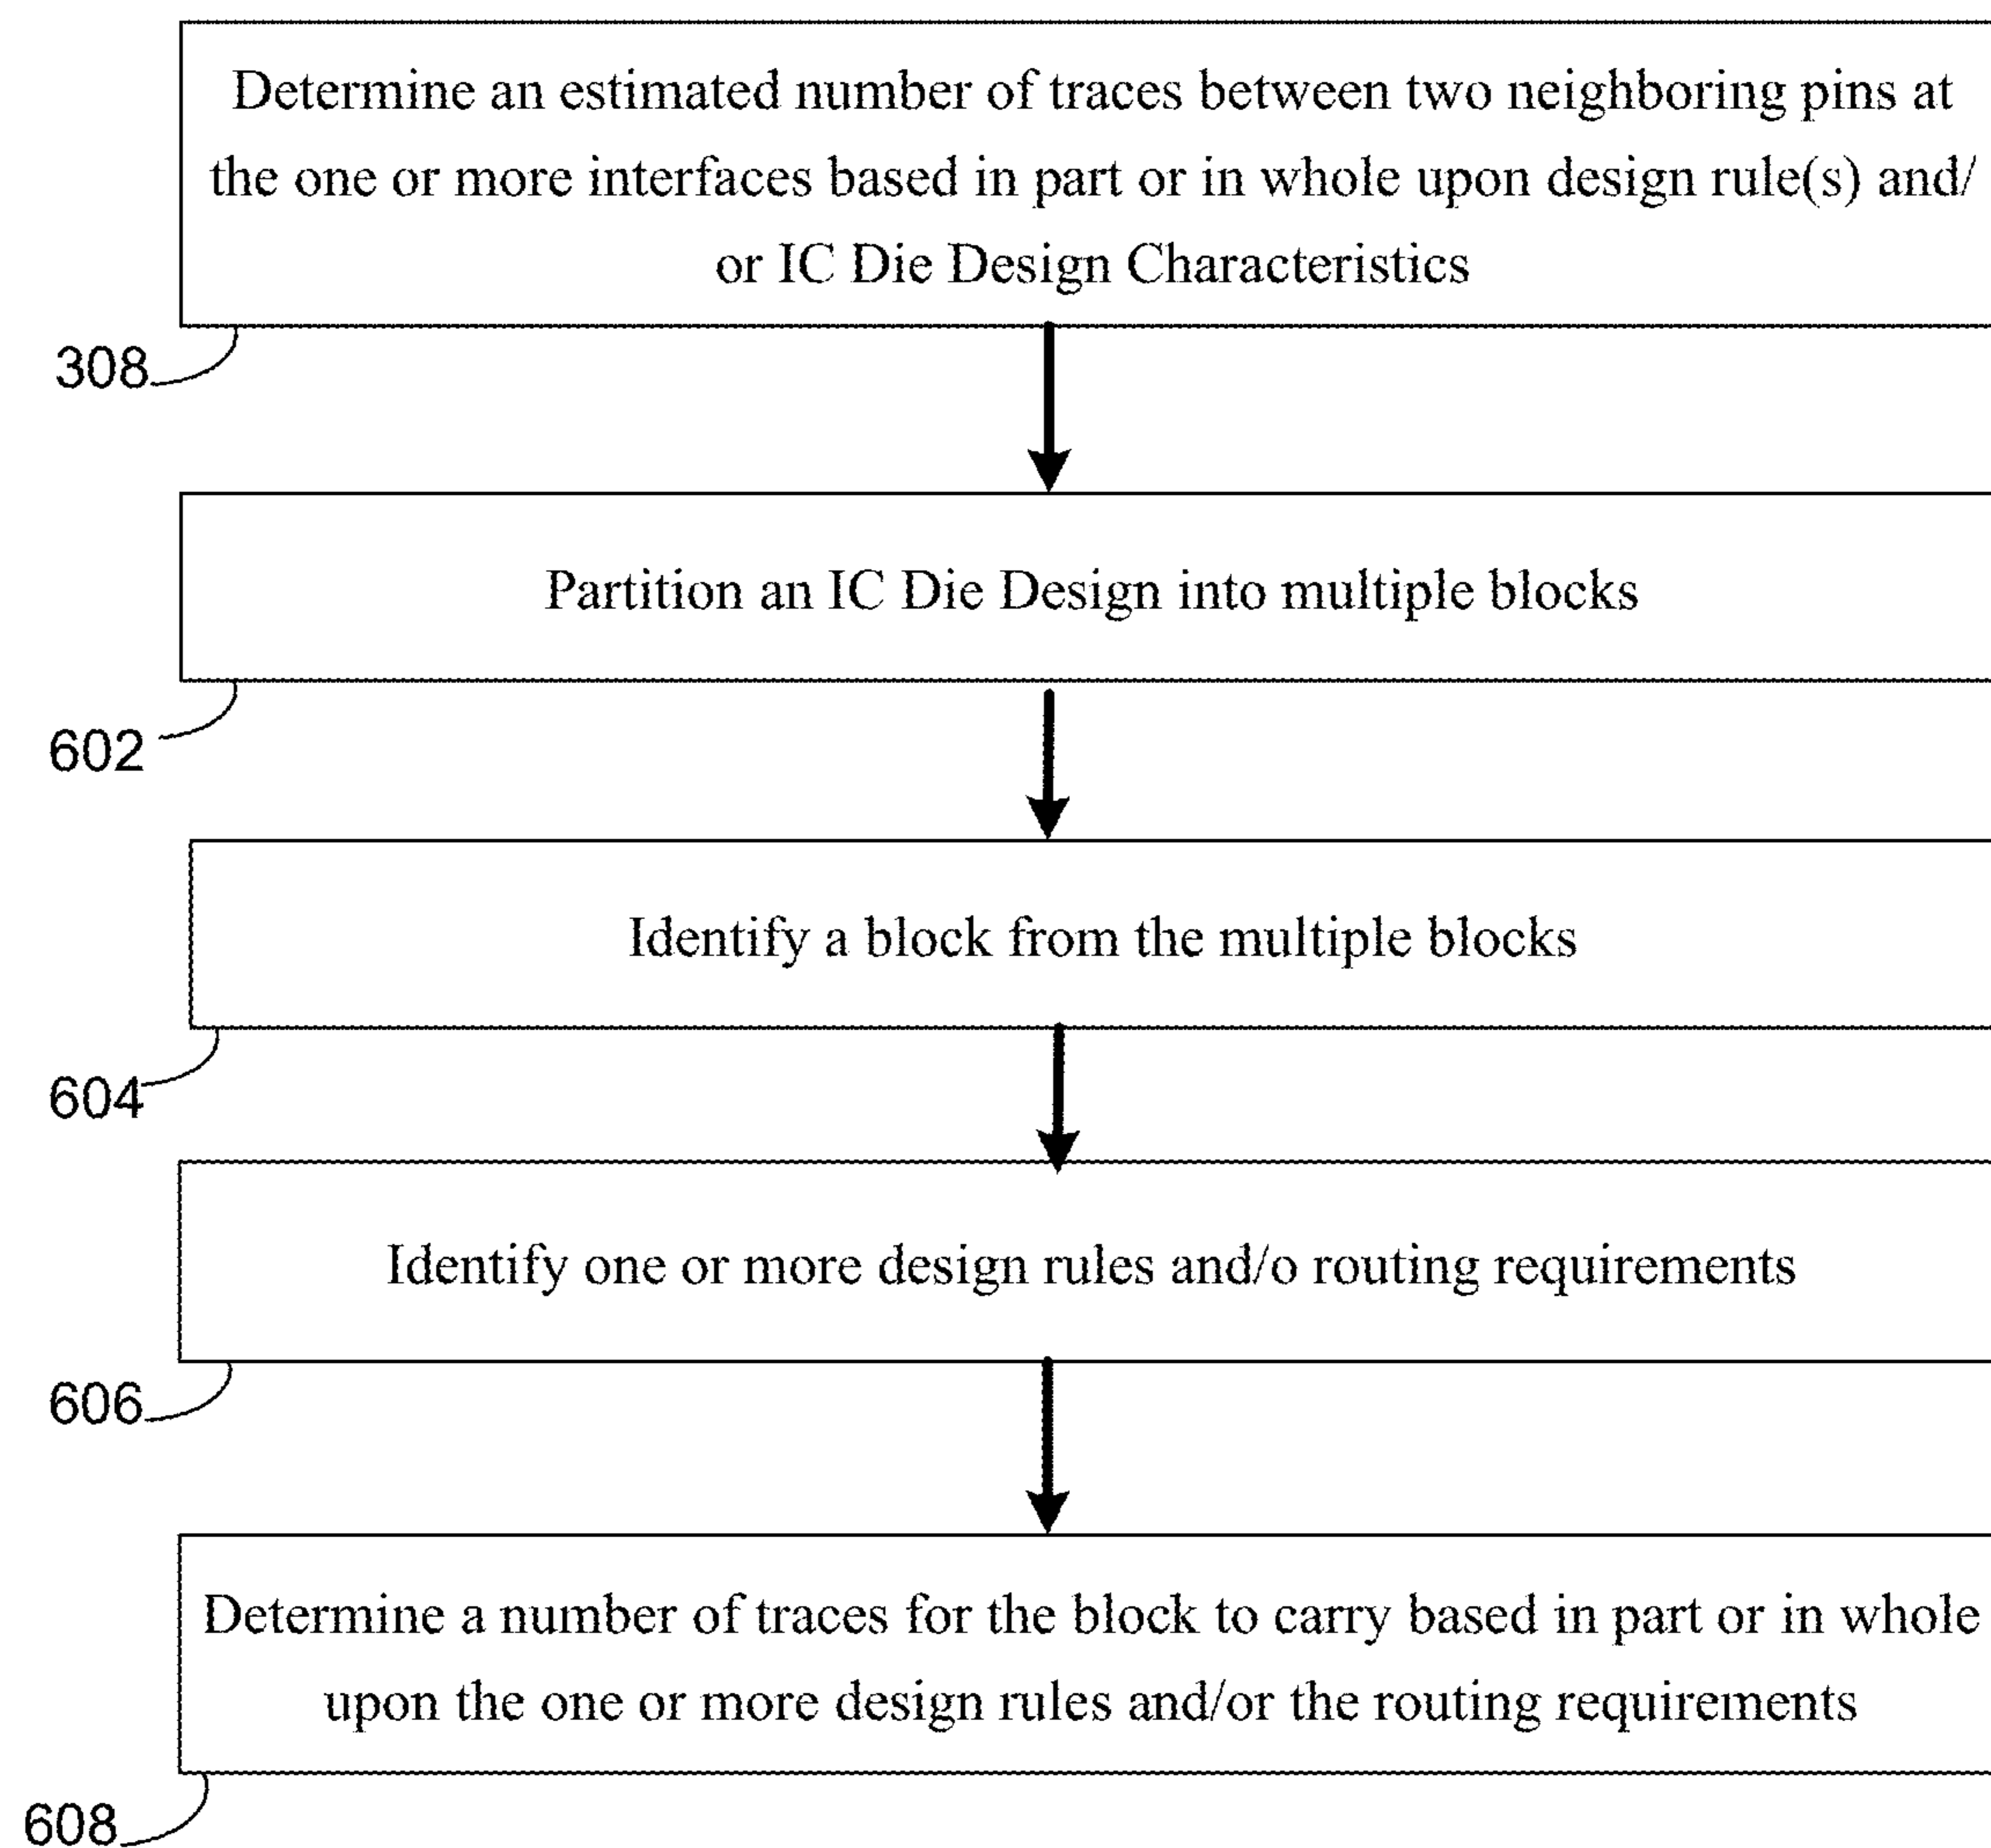 Determine an estimated number of traces between two neighboring pins at
the one or more interfaces based in part or in whole upon design rule(s) and/
or IC Die Design Characteristics
308
Partition an IC Die Design into multiple blocks
602
Identify a block from the multiple blocks
604
Identify one or more design rules and/o routing requirements
606
Determine a number of traces for the block to carry based in part or in whole
upon the one or more design rules and/or the routing requirements
608